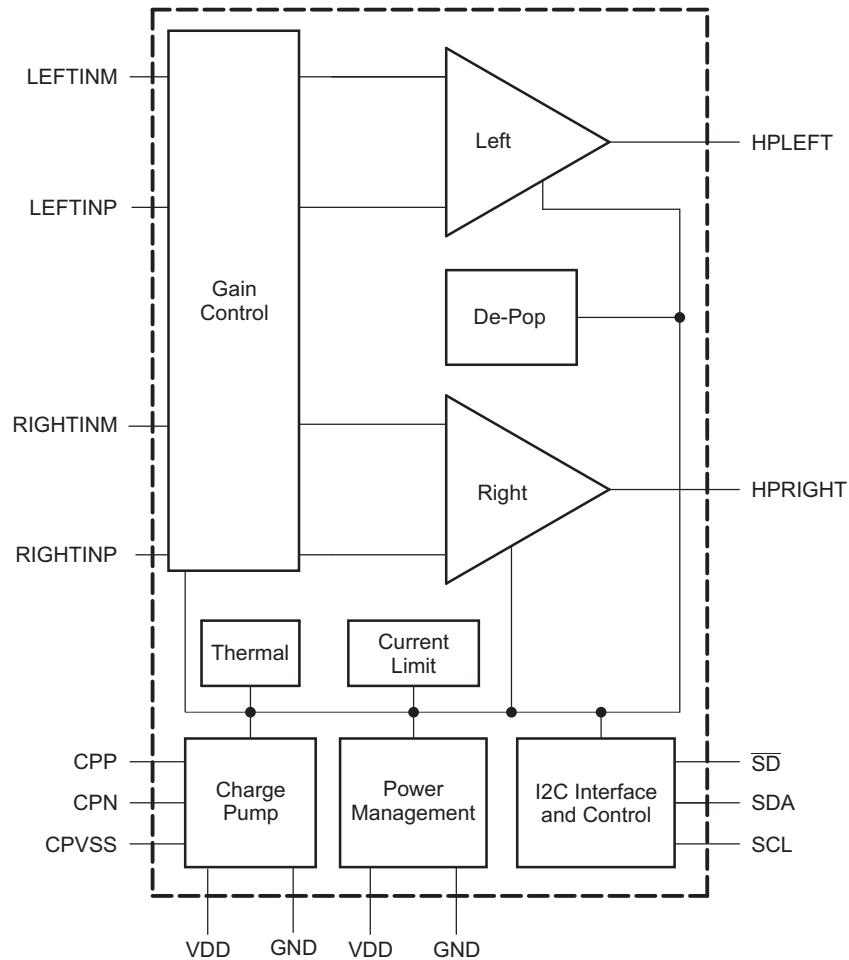 LEFTINM
LEFTINP
RIGHTINM
RIGHTINP
Gain
Control
Left
De-Pop
Right
HPLEFT
HPRIGHT
Thermal
Current
Limit
CPP
CPN
CPVSS
Charge
Pump
Power
Management
I2C Interface
and Control
S̅D̅
SDA
SCL
VDD
GND
VDD
GND